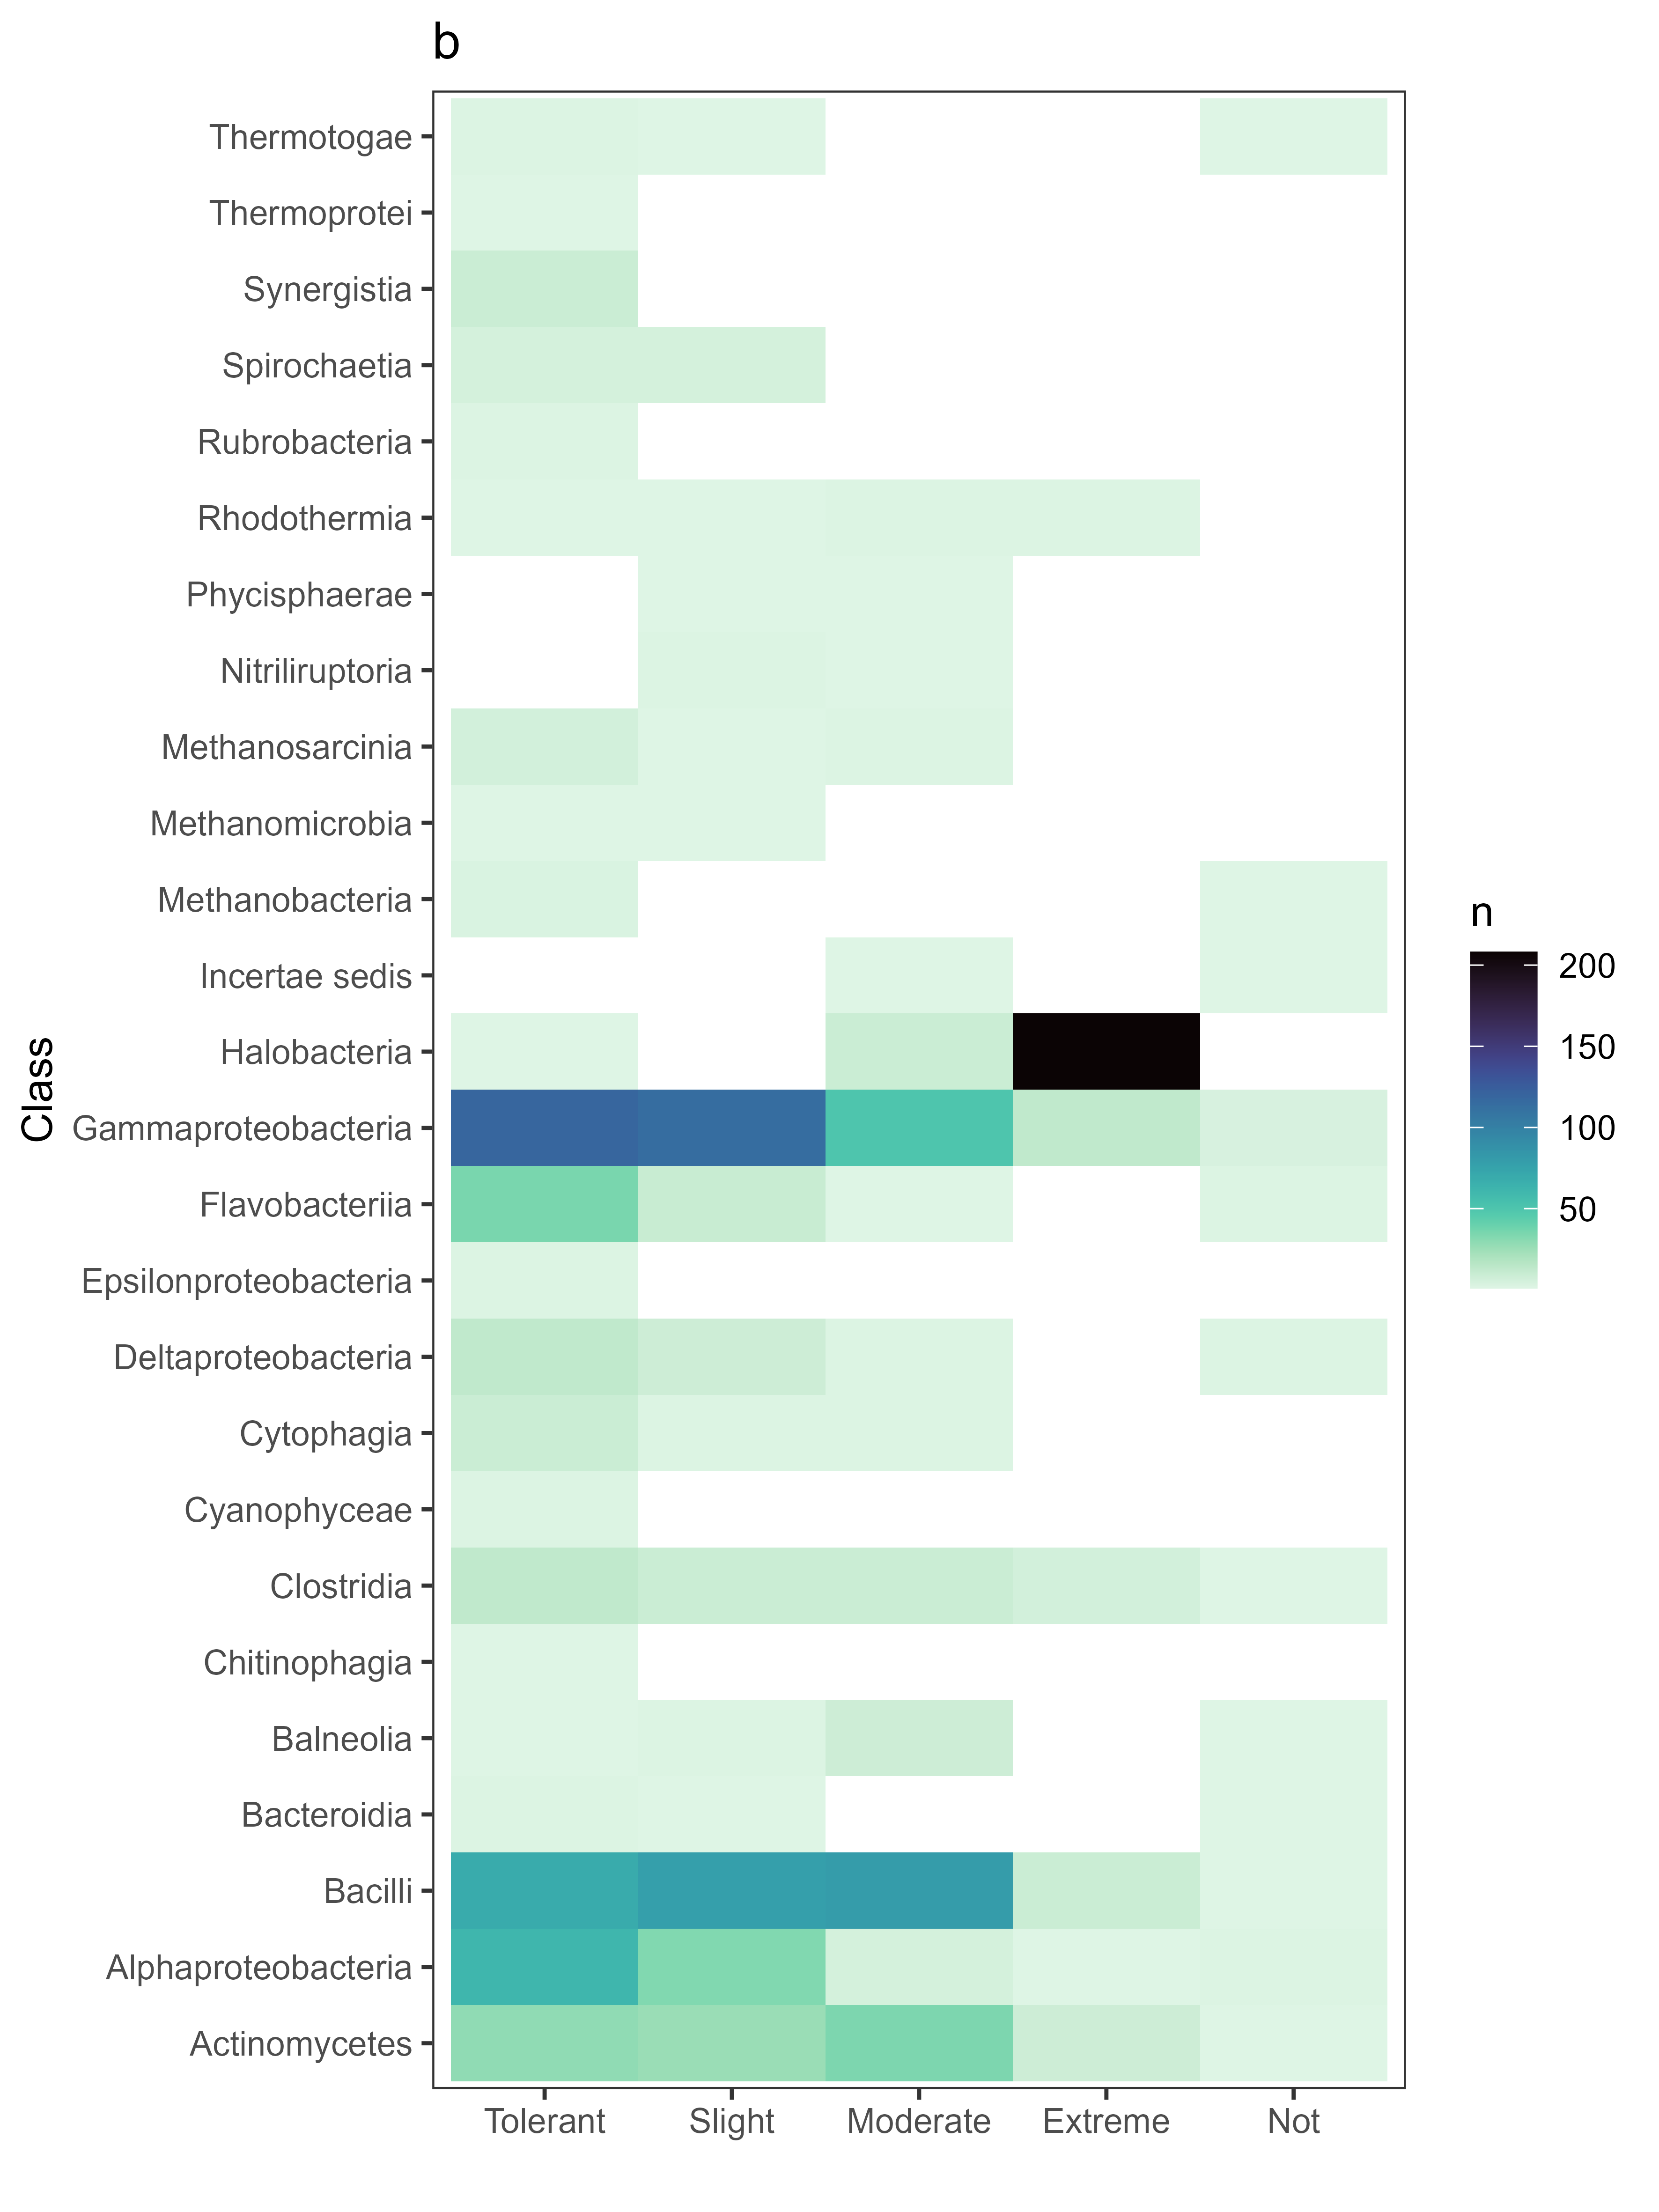 b
Thermotogae
Thermoprotei
Synergistia
Spirochaetia
Rubrobacteria
Rhodothermia
Phycisphaerae
Nitriliruptoria
Methanosarcinia
Methanomicrobia
Methanobacteria
Incertae sedis
Halobacteria
Gammaproteobacteria
Flavobacteriia
Epsilonproteobacteria
Deltaproteobacteria
Cytophagia
Cyanophyceae
Clostridia
Chitinophagia
Balneolia
Bacteroidia
Bacilli
Alphaproteobacteria
Actinomycetes
Class
Tolerant Slight Moderate Extreme Not
n
200
150
100
50